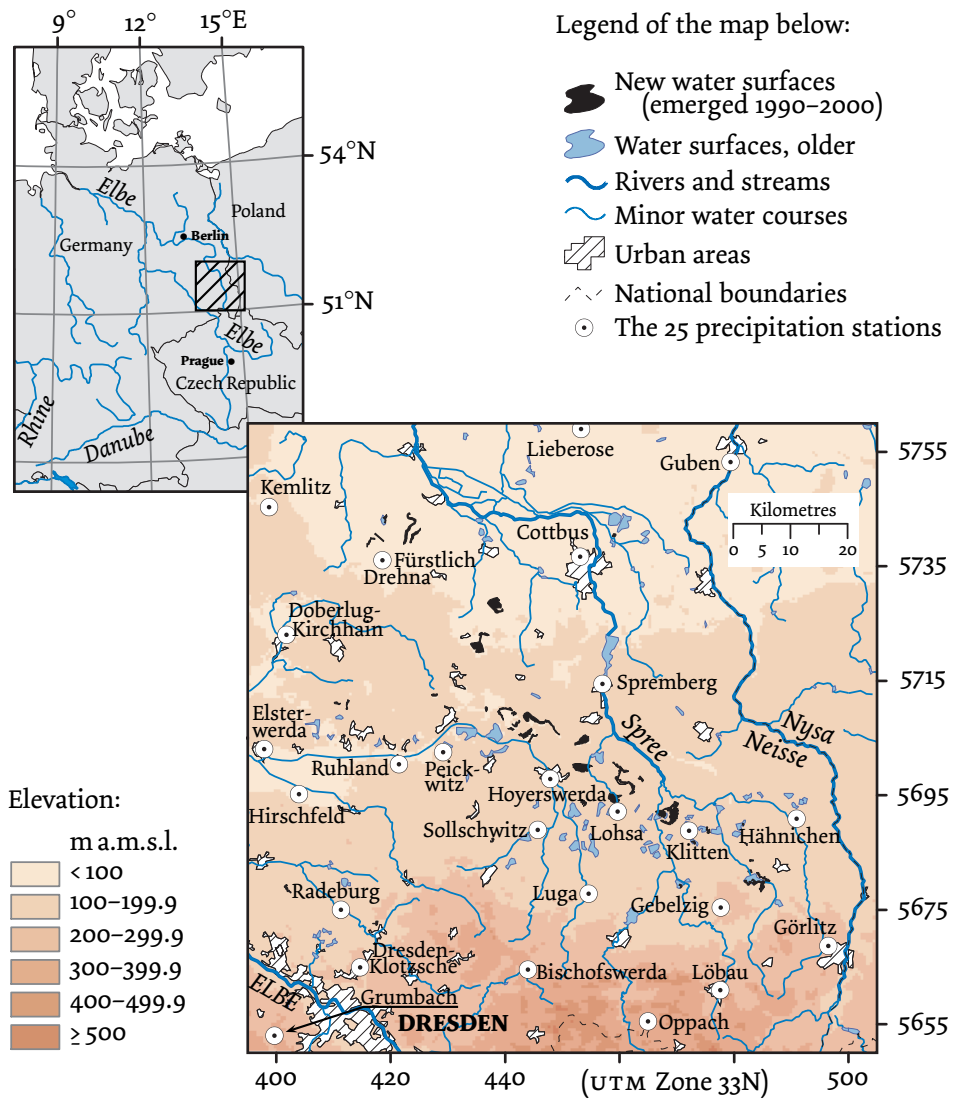 9° 12° 15°E
54°N
51°N
Elbe
Poland
Germany
Berlin
Elbe
Prague
Czech Republic
Rhine
Danube
Legend of the map below:
New water surfaces
(emerged 1990–2000)
Water surfaces, older
Rivers and streams
Minor water courses
Urban areas
National boundaries
The 25 precipitation stations
Lieberose
Guben
Kemlitz
Kilometres
0 5 10 20
Cottbus
Fürstlich
Drehna
Doberlug-
Kirchhain
Spremberg
Elster-
werda
Spree
Nysa
Neisse
Ruhland
Peick-
witz
Hoyerswerda
Hirschfeld
Sollschwitz
Lohsa
Klitten
Hähnichen
Radeburg
Luga
Gebelzig
Görlitz
Dresden-
Klotzsche
Bischofswerda
Löbau
ELBE
Grumbach
DRESDEN
Oppach
5755
5735
5715
5695
5675
5655
400 420 440 (UTM Zone 33N) 500
Elevation:
m a.m.s.l.
<100
100–199.9
200–299.9
300–399.9
400–499.9
≥500